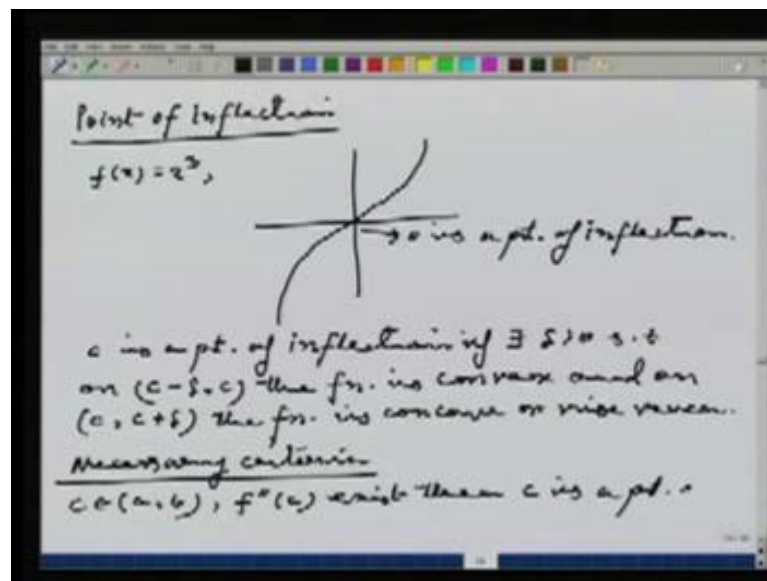 Point of Inflection
f(x) = x³,
→ 0 is a pt. of inflection.
c is a pt. of inflection if ∃ δ > 0 s.t
on (c-δ, c) the fn. is convex and on
(c, c+δ) the fn. is concave or vice versa.
Necessary criteria
c ∈ (a, b), f''(c) exist then c is a pt.